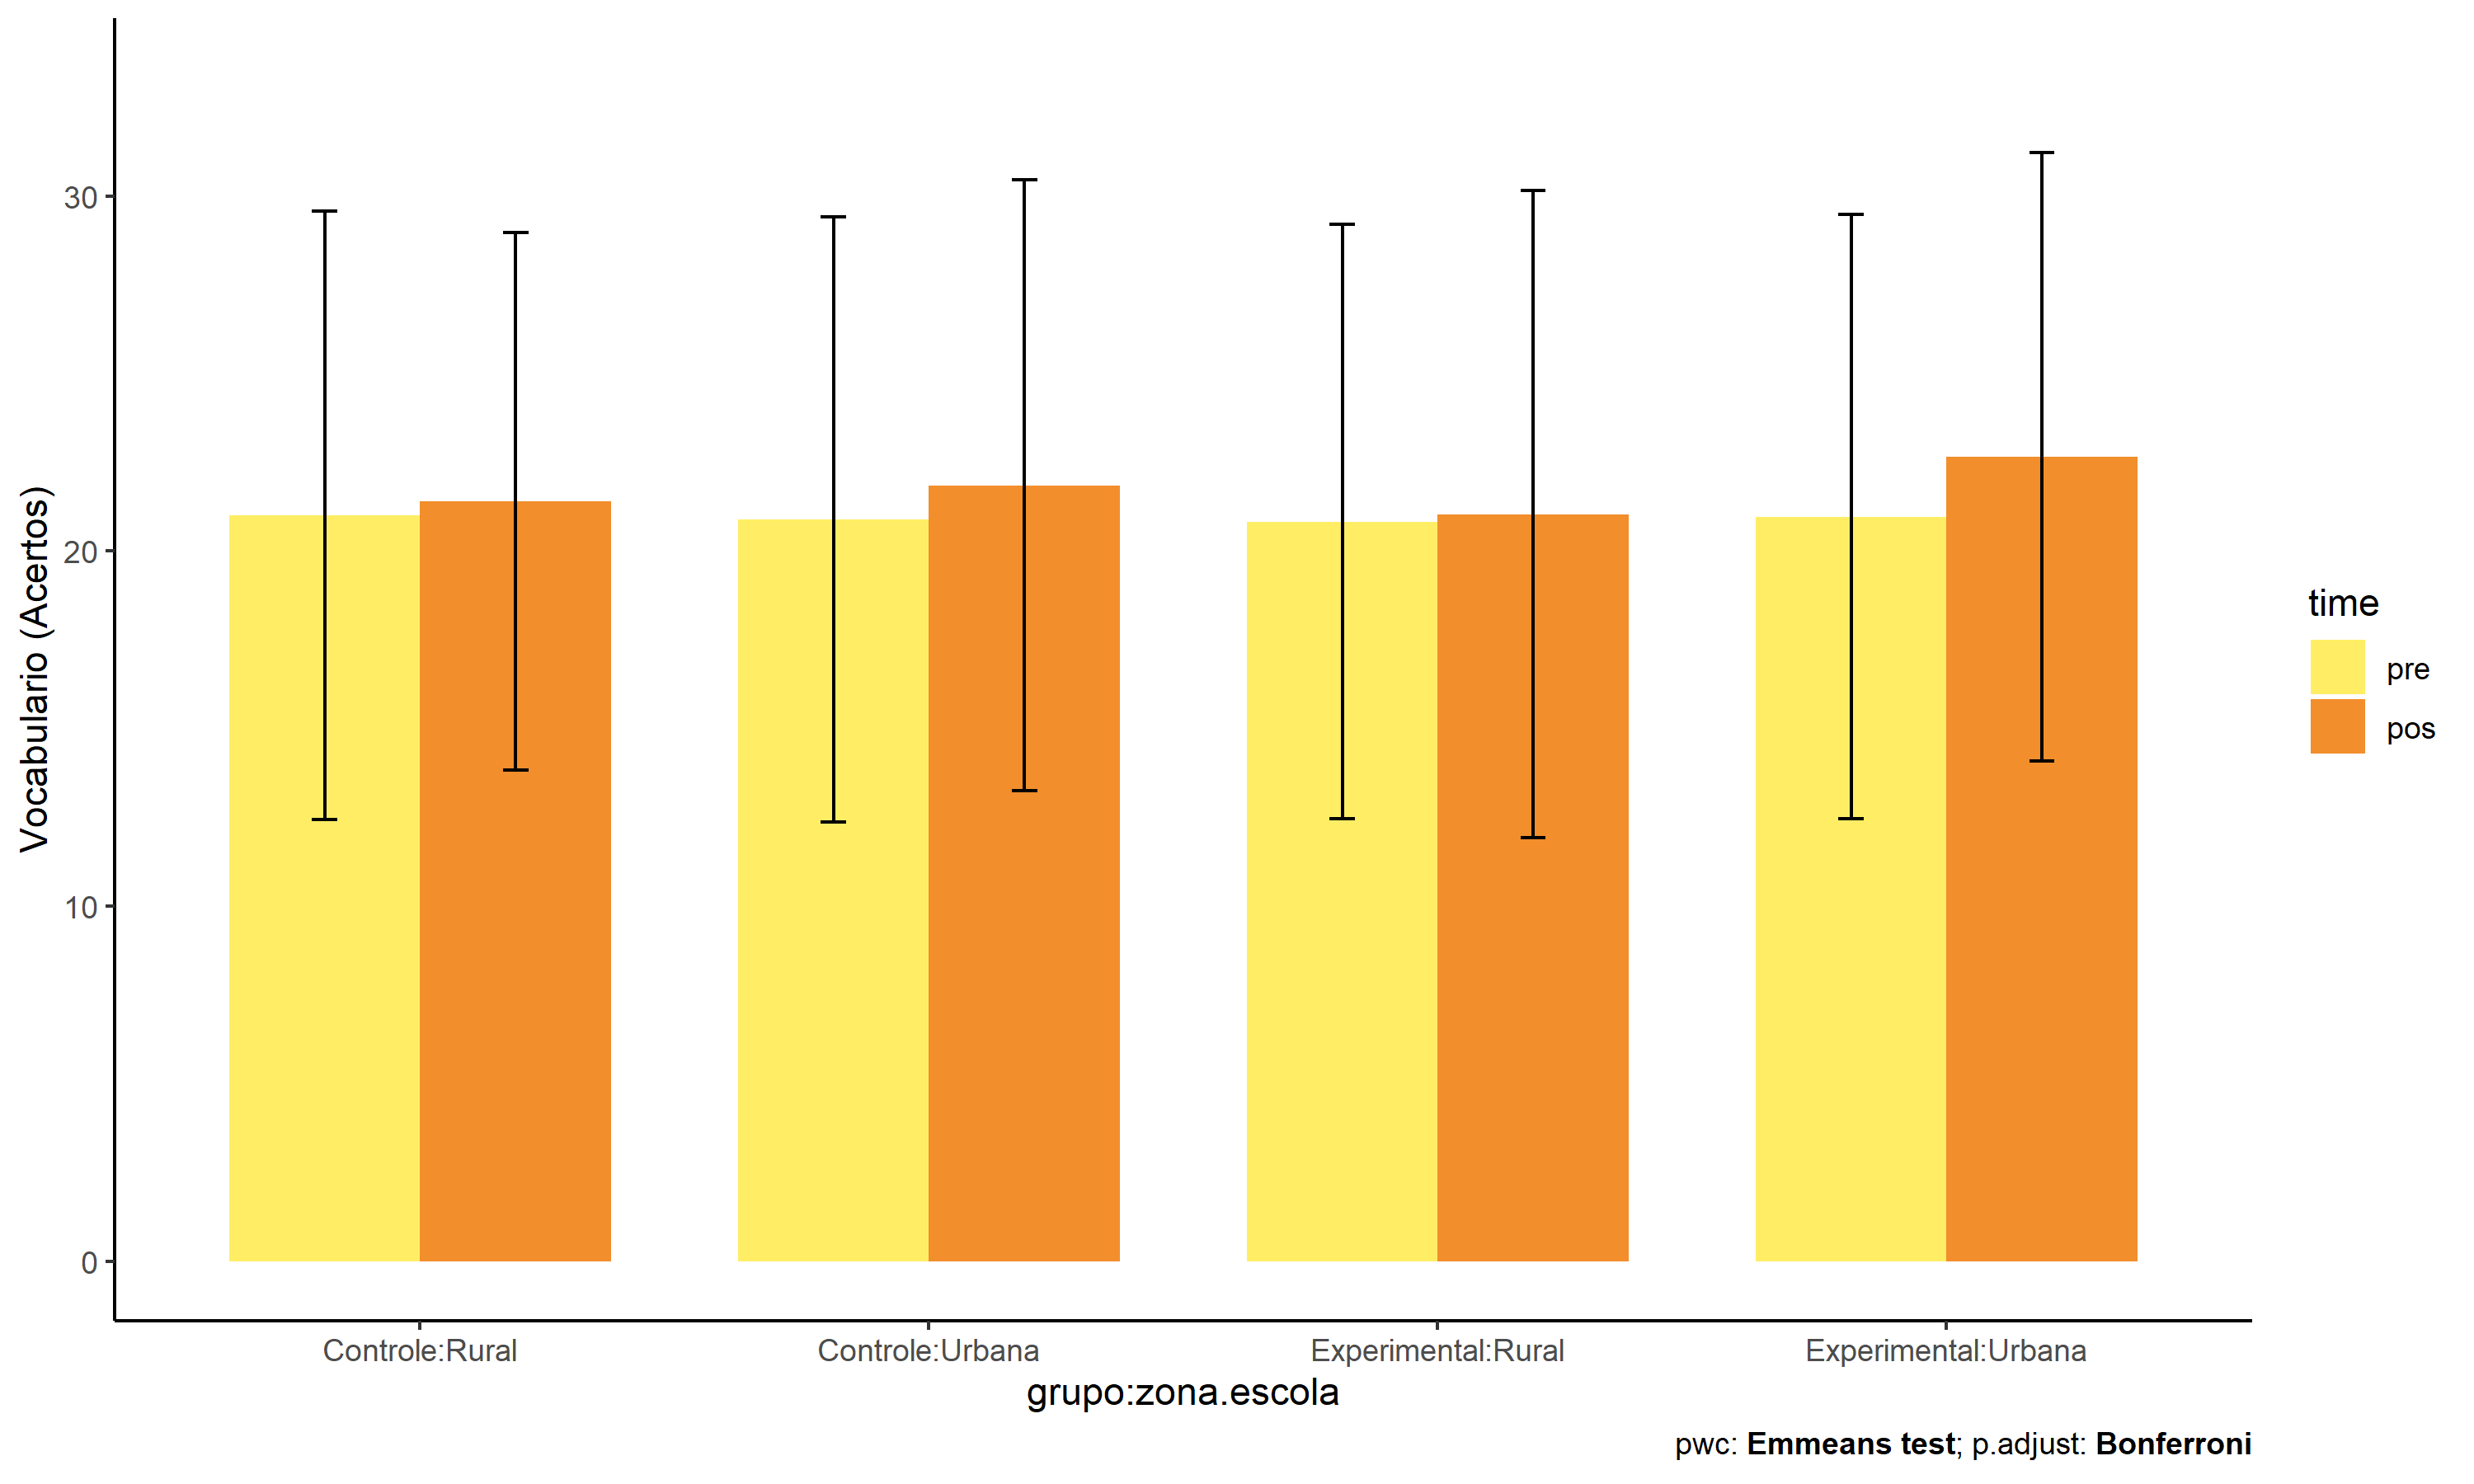 Vocabulario (Acertos)
30
20
10
0
Controle:Rural
Controle:Urbana
Experimental:Rural
Experimental:Urbana
grupo:zona.escola
time
pre
pos
pwc: Emmeans test; p.adjust: Bonferroni